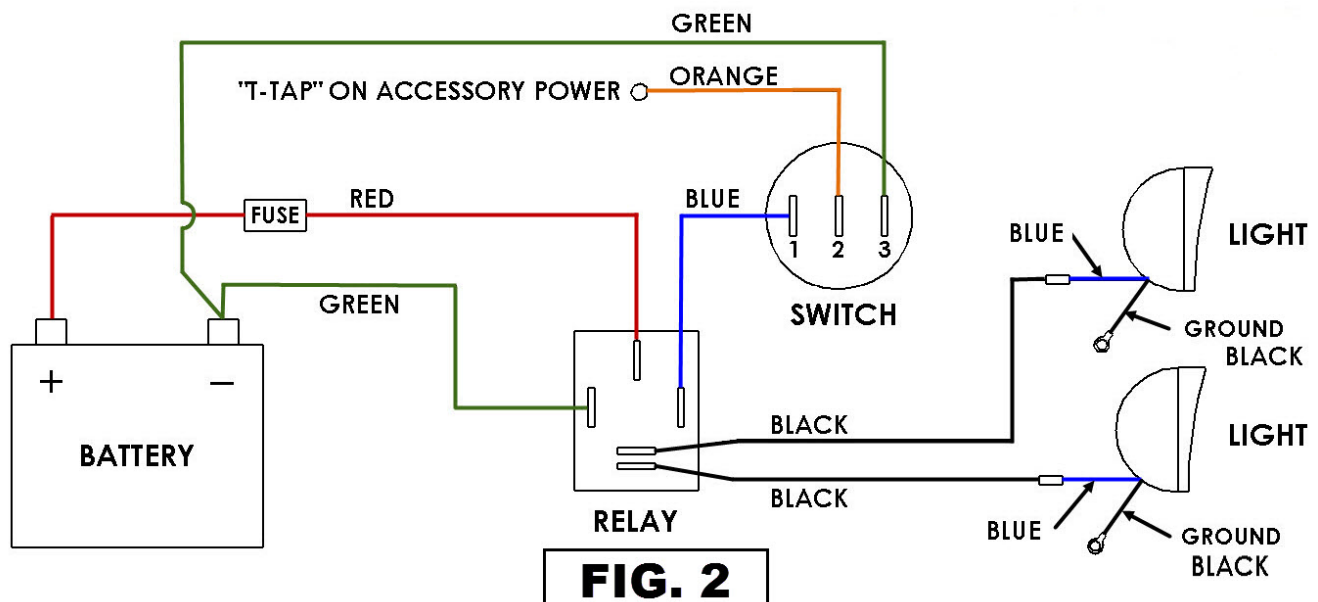 GREEN
"T-TAP" ON ACCESSORY POWER
ORANGE
FUSE
RED
BLUE
1 2 3
SWITCH
BLUE
LIGHT
GROUND
BLACK
GREEN
+ −
BATTERY
RELAY
BLACK
BLACK
LIGHT
BLUE
GROUND
BLACK
FIG. 2